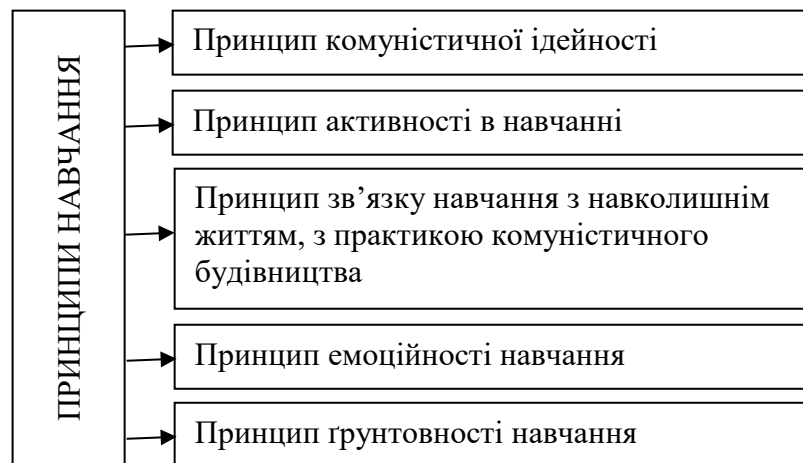 ПРИНЦИПИ НАВЧАННЯ
Принцип комуністичної ідейності
Принцип активності в навчанні
Принцип зв’язку навчання з навколишнім
життям, з практикою комуністичного
будівництва
Принцип емоційності навчання
Принцип ґрунтовності навчання